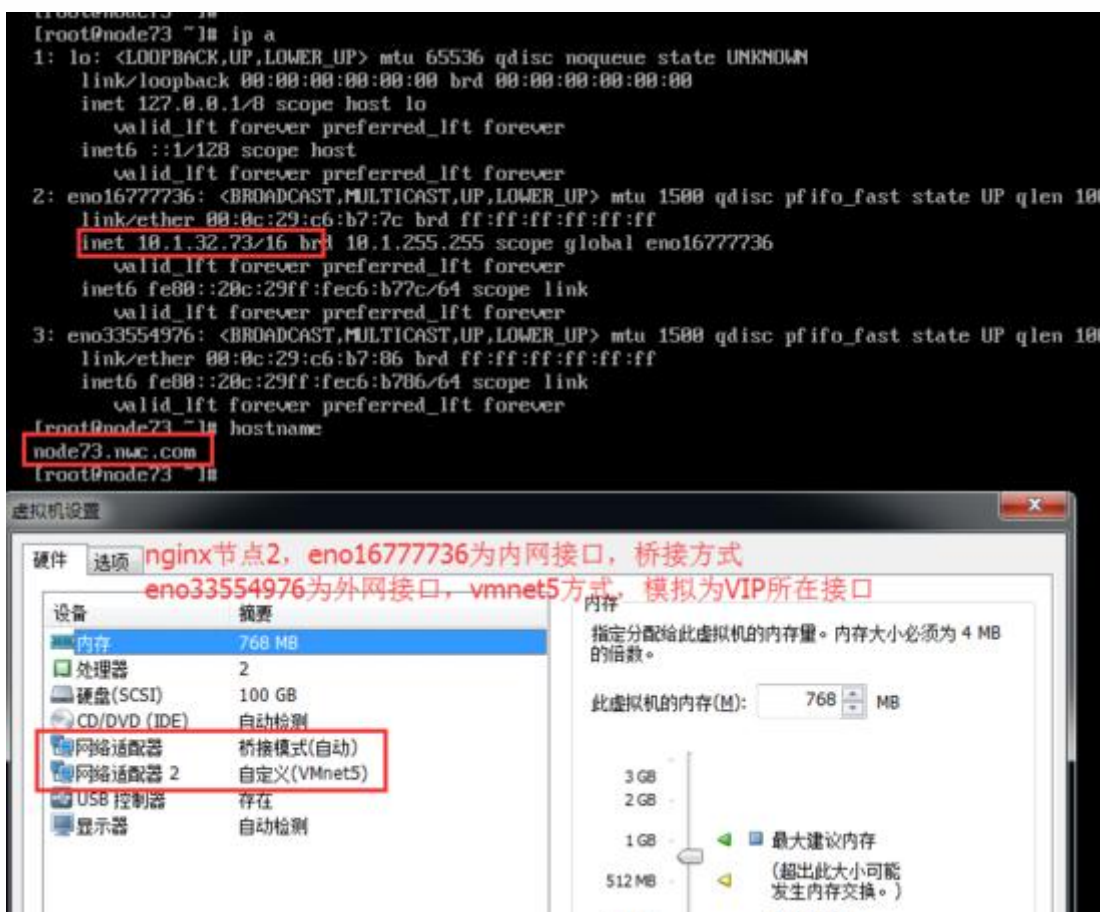 [root@node73 ~]#
[root@node73 ~]# ip a
1: lo: <LOOPBACK,UP,LOWER_UP> mtu 65536 qdisc noqueue state UNKNOWN
link/loopback 00:00:00:00:00:00 brd 00:00:00:00:00:00
inet 127.0.0.1/8 scope host lo
valid_lft forever preferred_lft forever
inet6 ::1/128 scope host
valid_lft forever preferred_lft forever
2: eno16777736: <BROADCAST,MULTICAST,UP,LOWER_UP> mtu 1500 qdisc pfifo_fast state UP qlen 100
link/ether 00:0c:29:c6:b7:7c brd ff:ff:ff:ff:ff:ff
inet 10.1.32.73/16 brd 10.1.255.255 scope global eno16777736
valid_lft forever preferred_lft forever
inet6 fe80::20c:29ff:fec6:b77c/64 scope link
valid_lft forever preferred_lft forever
3: eno33554976: <BROADCAST,MULTICAST,UP,LOWER_UP> mtu 1500 qdisc pfifo_fast state UP qlen 100
link/ether 00:0c:29:c6:b7:86 brd ff:ff:ff:ff:ff:ff
inet6 fe80::20c:29ff:fec6:b786/64 scope link
valid_lft forever preferred_lft forever
[root@node73 ~]# hostname
node73.nwc.com
[root@node73 ~]#
虚拟机设置
硬件 选项
nginx节点2，eno16777736为内网接口，桥接方式
eno33554976为外网接口，vmnet5方式，模拟为VIP所在接口
设备 摘要
内存 768 MB
处理器 2
硬盘(SCSI) 100 GB
CD/DVD (IDE) 自动检测
网络适配器 桥接模式(自动)
网络适配器 2 自定义(VMnet5)
USB 控制器 存在
显示器 自动检测
内存
指定分配给此虚拟机的内存量。内存大小必须为 4 MB
的倍数。
此虚拟机的内存(M): 768 MB
3 GB
2 GB
1 GB
512 MB
最大建议内存
(超出此大小可能
发生内存交换。)